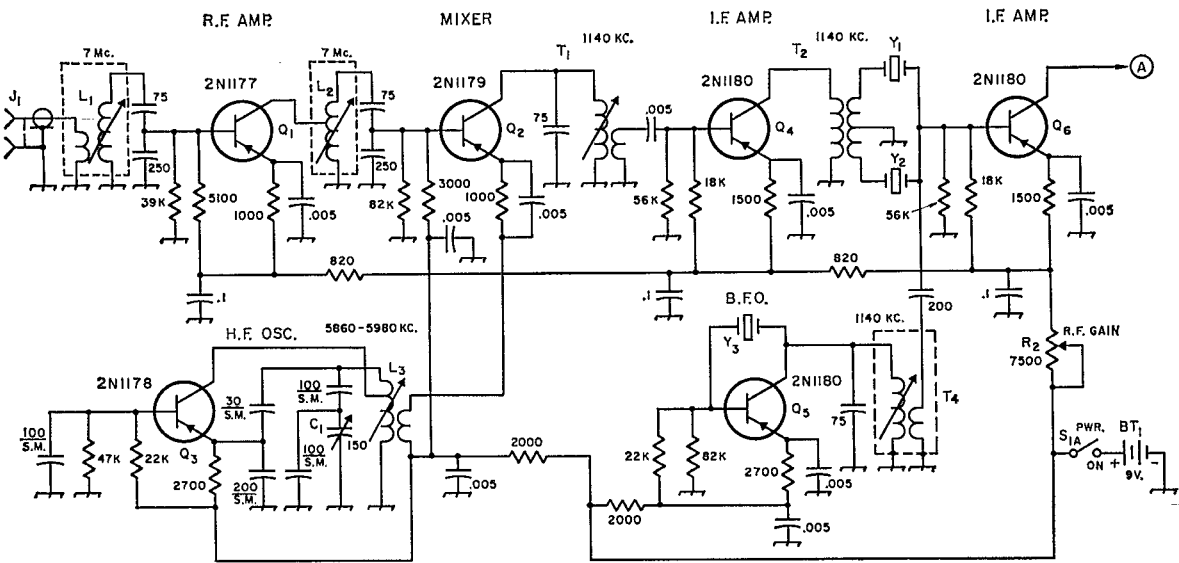 R.F. AMP.
MIXER
I.F. AMP.
I.F. AMP.
7 Mc.
7 Mc.
T1
1140 KC.
T2
1140 KC.
Y1
A
J1
L1
75
2N1177
L2
75
2N1179
2N1180
2N1180
Q1
Q2
75
.005
Q4
Q6
250
250
Y2
39K
5100
1000
.005
82K
3000
1000
.005
56K
18K
1500
.005
56K
18K
1500
.005
.005
820
820
.1
.1
.1
200
H.F. OSC.
5860-5980 KC.
B.F.O.
1140 KC.
R.F. GAIN
R2
7500
2N1178
L3
Y3
2N1180
100
S.M.
30
S.M.
C1
150
Q5
75
T4
100
S.M.
Q3
100
S.M.
47K
22K
2700
200
S.M.
22K
82K
2700
.005
2000
.005
2000
.005
S1A
PWR.
ON
BT1
+
-
9V.